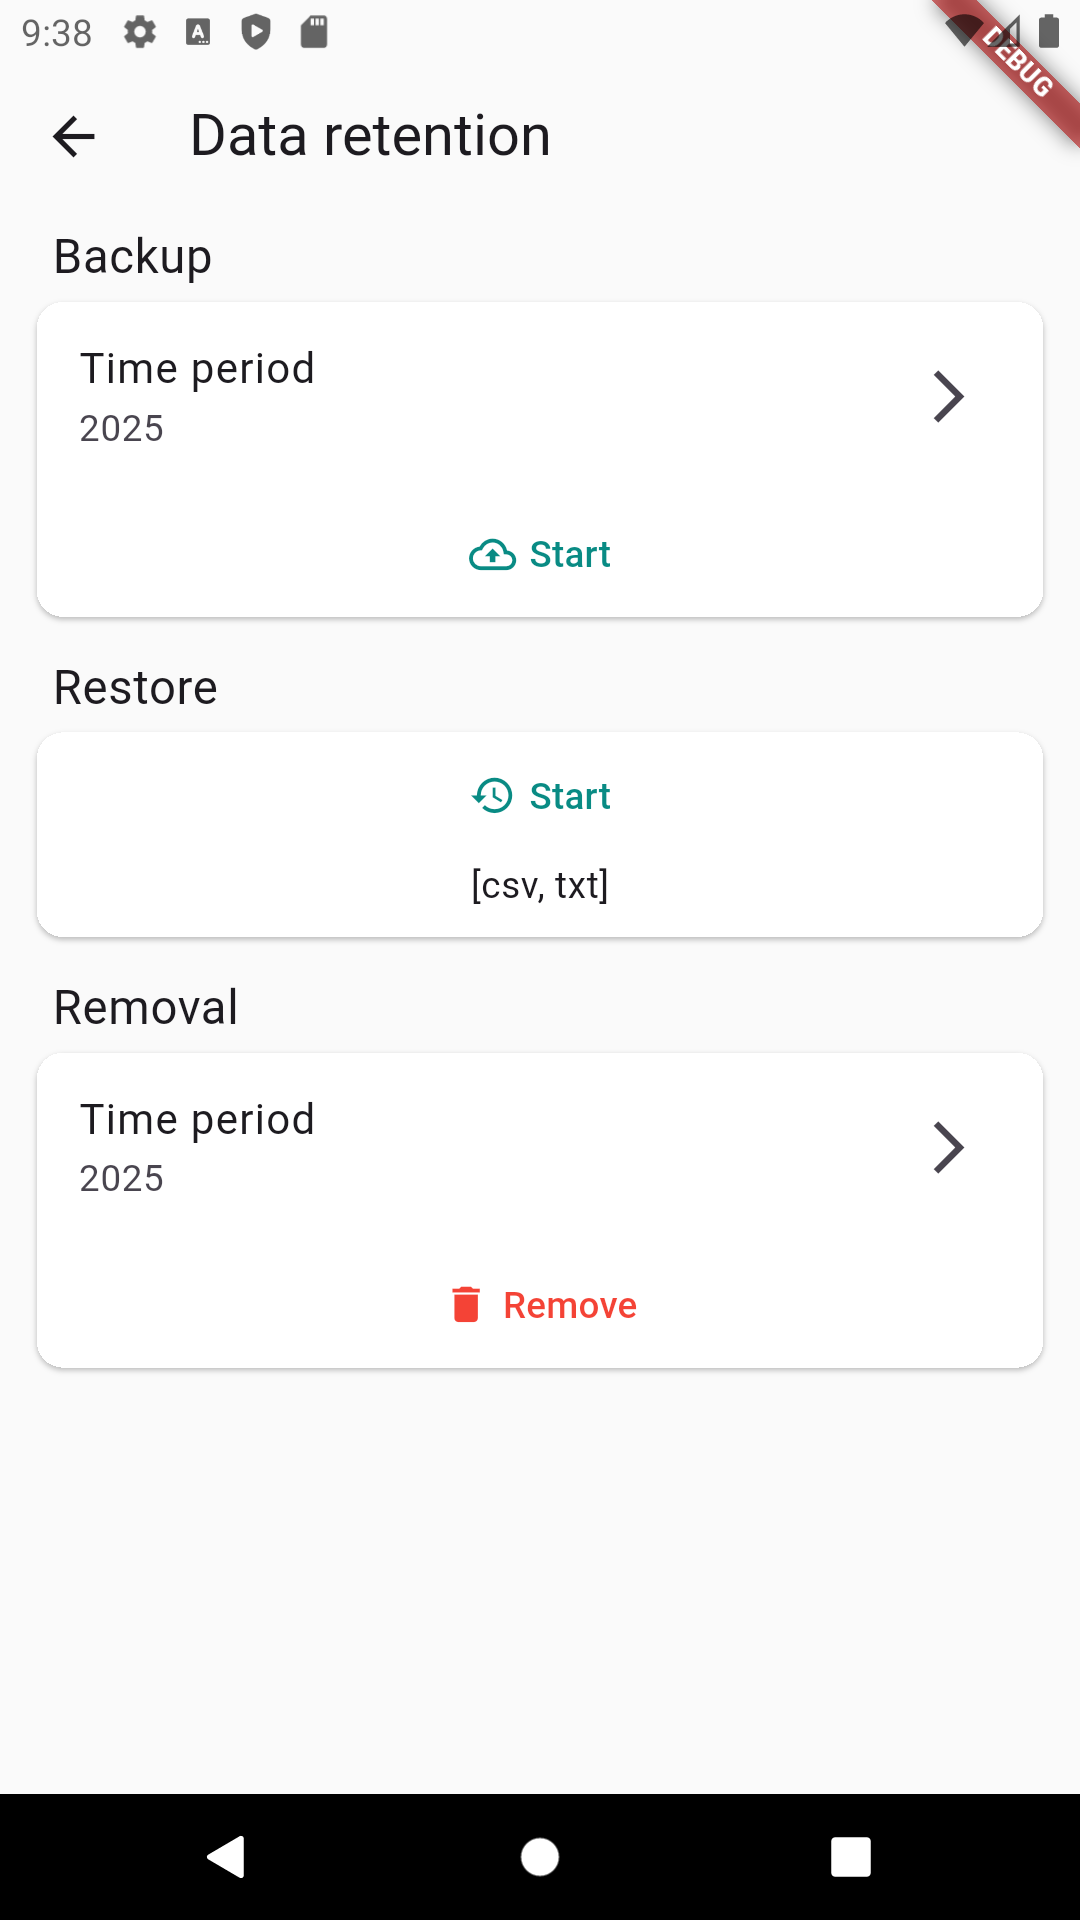 9:38
DEBUG
Data retention
Backup
Time period
2025
Start
Restore
Start
[csv, txt]
Removal
Time period
2025
Remove